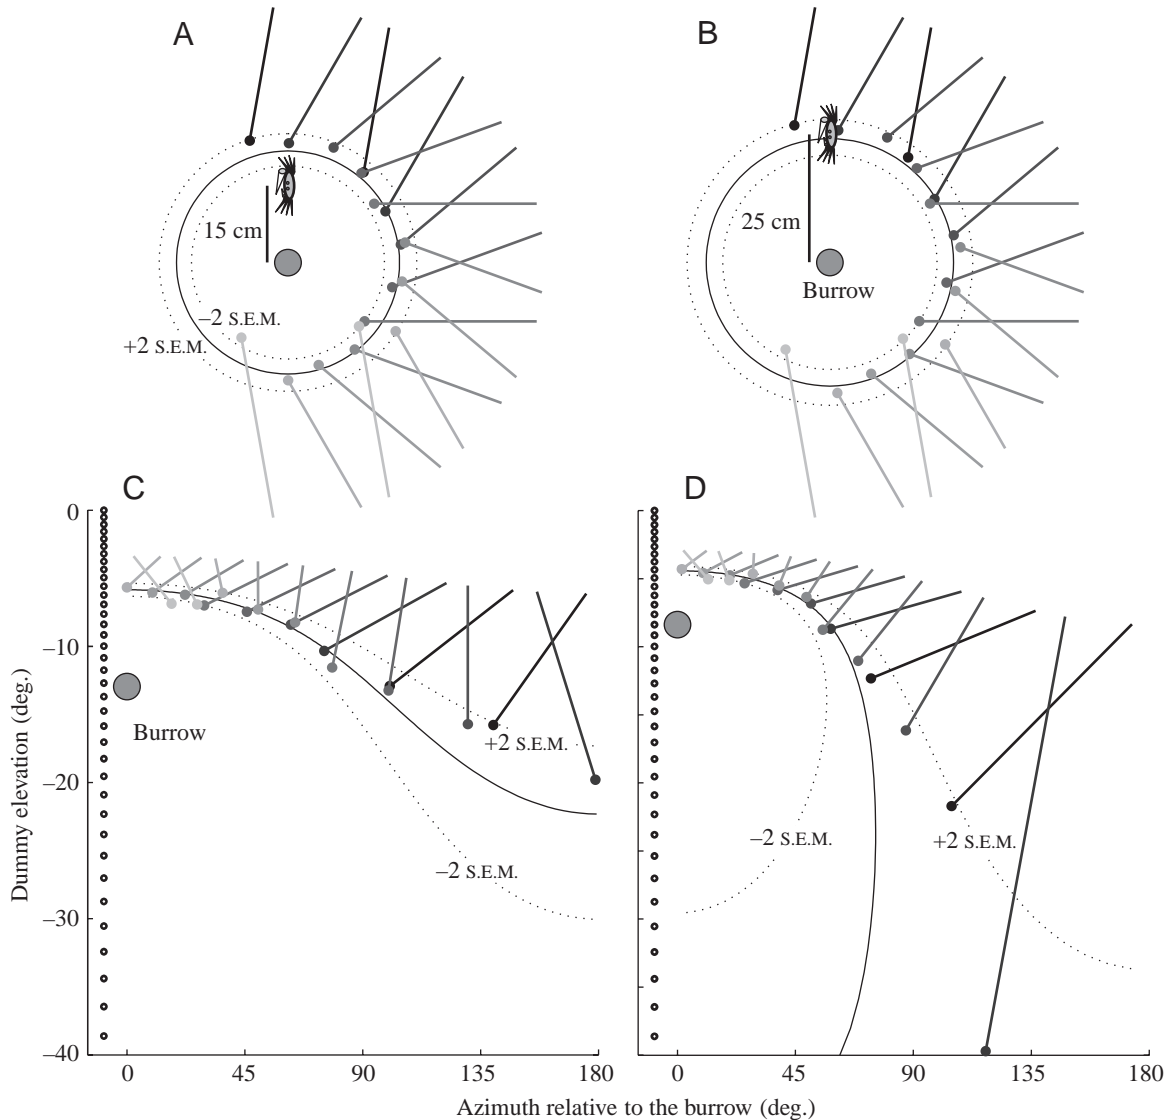 A
B
15 cm
25 cm
Burrow
–2 S.E.M.
+2 S.E.M.
C
D
0
–10
–20
–30
–40
Dummy elevation (deg.)
Burrow
+2 S.E.M.
–2 S.E.M.
–2 S.E.M.
+2 S.E.M.
0 45 90 135 180
0 45 90 135 180
Azimuth relative to the burrow (deg.)